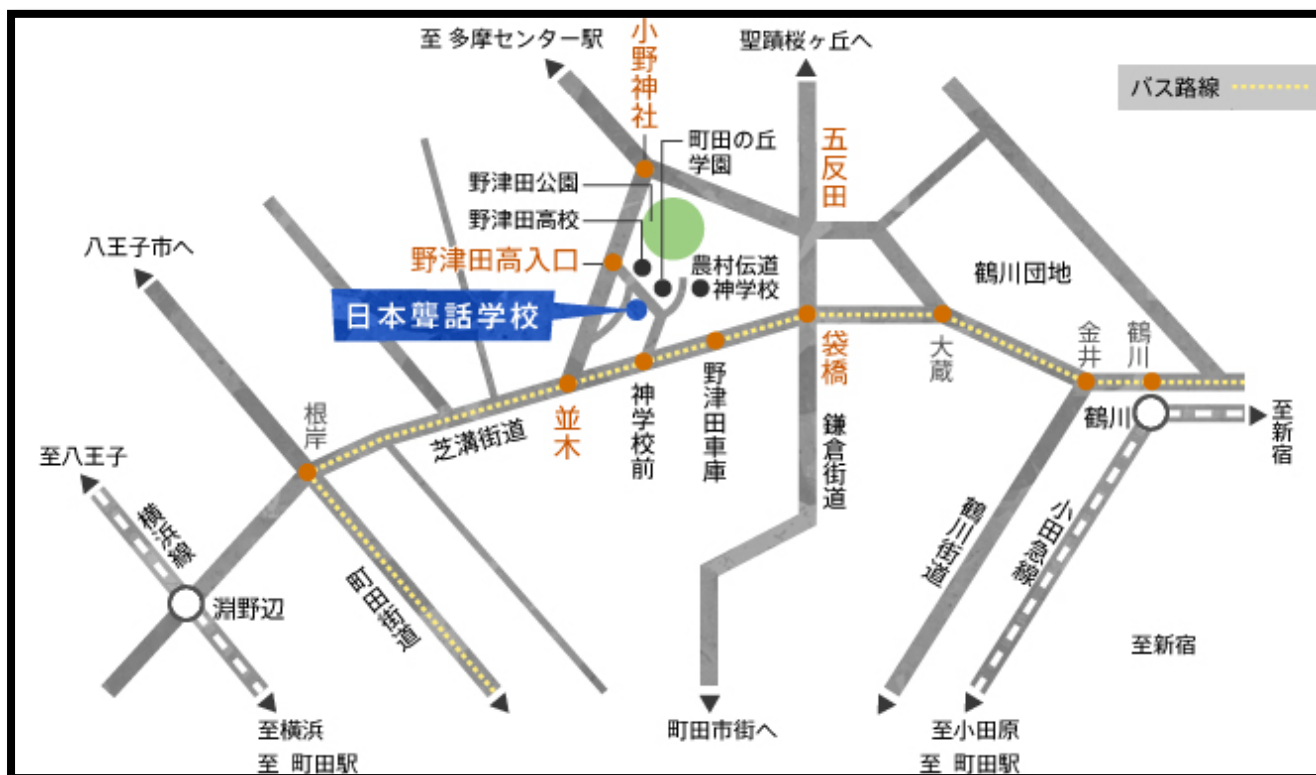 至 多摩センター駅
小野神社
聖蹟桜ヶ丘へ
バス路線
町田の丘
学園
五反田
野津田公園
野津田高校
八王子市へ
野津田高入口
農村伝道
神学校
鶴川団地
日本聾話学校
袋橋
大蔵
金井
鶴川
根岸
芝溝街道
並木
神学校前
野津田車庫
鎌倉街道
鶴川
至新宿
至八王子
横浜線
淵野辺
町田街道
鶴川街道
小田急線
至新宿
至横浜
至 町田駅
町田市街へ
至小田原
至 町田駅